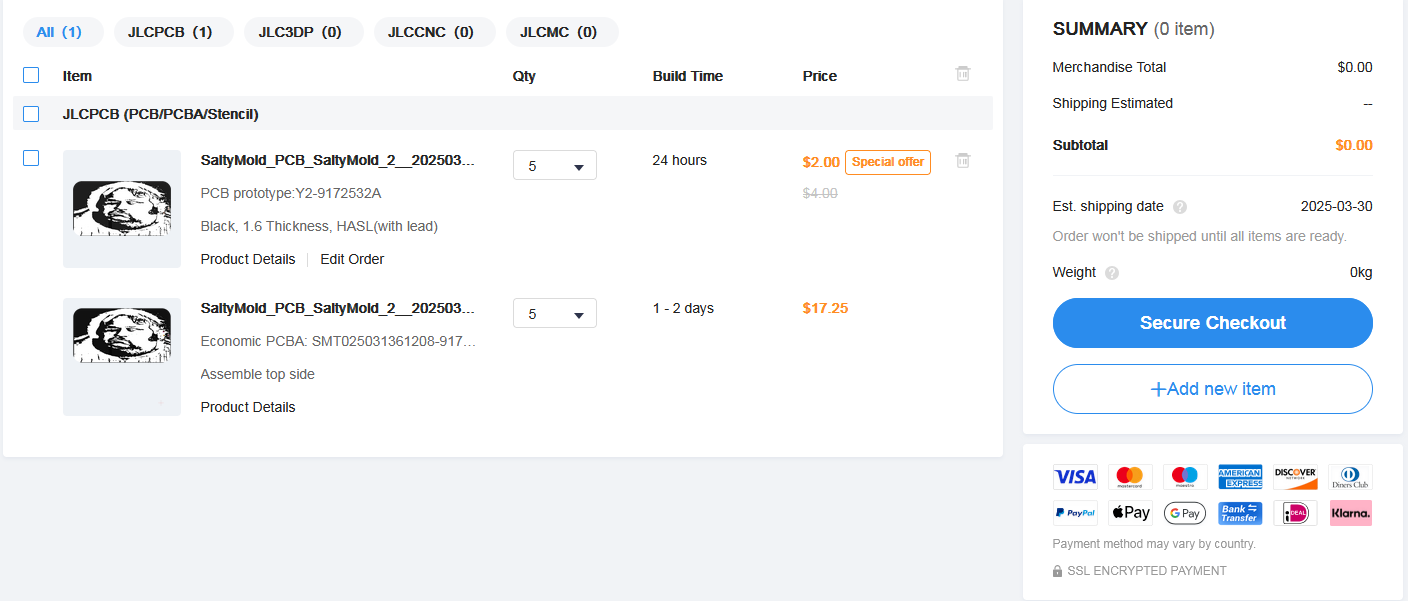 All (1) JLCPCB (1) JLC3DP (0) JLCCNC (0) JLCMC (0)
Item Qty Build Time Price
JLCPCB (PCB/PCBA/Stencil)
SaltyMold_PCB_SaltyMold_2__202503... 5 24 hours $2.00 Special offer
PCB prototype:Y2-9172532A $4.00
Black, 1.6 Thickness, HASL(with lead)
Product Details Edit Order
SaltyMold_PCB_SaltyMold_2__202503... 5 1 - 2 days $17.25
Economic PCBA: SMT025031361208-917...
Assemble top side
Product Details
SUMMARY (0 item)
Merchandise Total $0.00
Shipping Estimated --
Subtotal $0.00
Est. shipping date ? 2025-03-30
Order won't be shipped until all items are ready.
Weight ? 0kg
Secure Checkout
+Add new item
VISA mastercard maestro AMERICAN EXPRESS DISCOVER NETWORK Diners Club
PayPal Pay G Pay Bank Transfer iDEAL Klarna.
Payment method may vary by country.
SSL ENCRYPTED PAYMENT